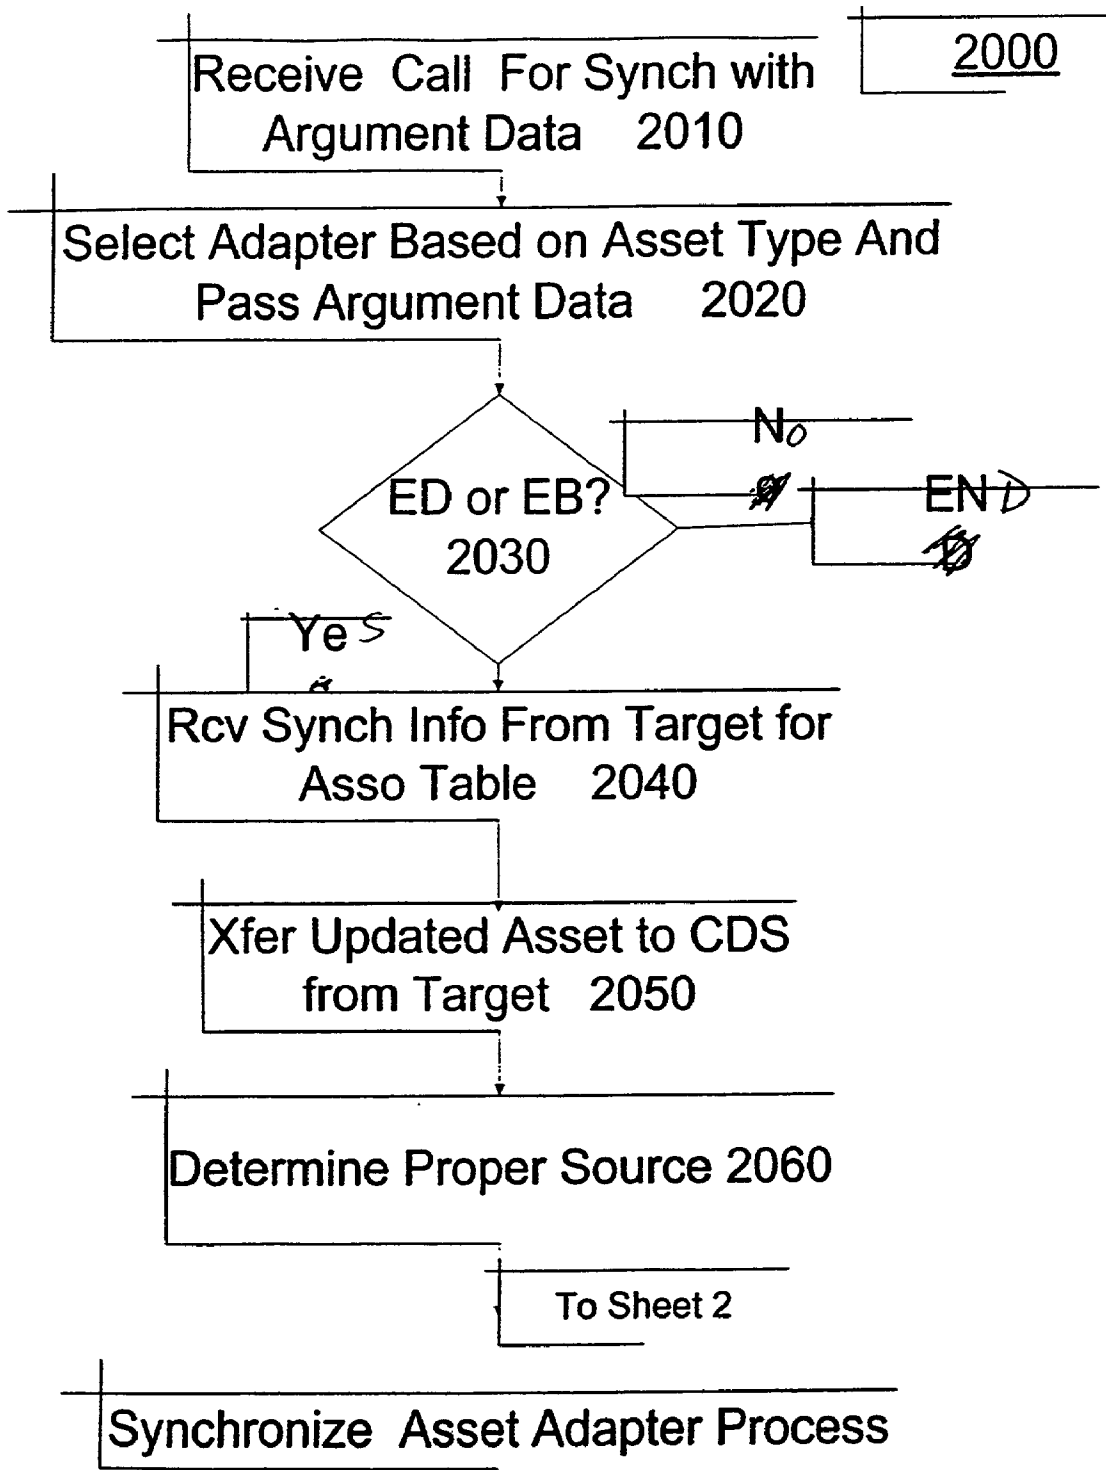 2000
Receive Call For Synch with
Argument Data 2010
Select Adapter Based on Asset Type And
Pass Argument Data 2020
No
ED or EB?
2030
END
Yes
Rcv Synch Info From Target for
Asso Table 2040
Xfer Updated Asset to CDS
from Target 2050
Determine Proper Source 2060
To Sheet 2
Synchronize Asset Adapter Process